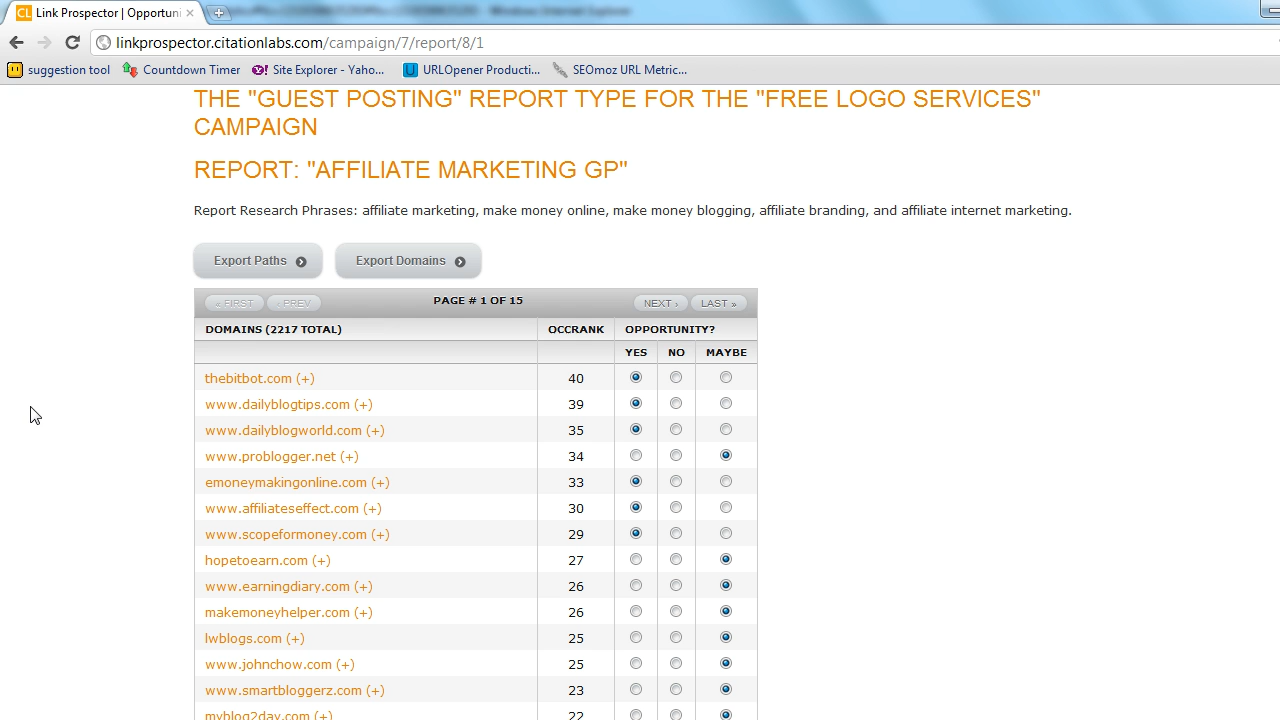 CL Link Prospector | Opportuni
Windows Internet Explorer
linkprospector.citationlabs.com/campaign/7/report/8/1
suggestion tool Countdown Timer Site Explorer - Yaho... URLOpener Producti... SEOmoz URL Metric...
THE "GUEST POSTING" REPORT TYPE FOR THE "FREE LOGO SERVICES"
CAMPAIGN
REPORT: "AFFILIATE MARKETING GP"
Report Research Phrases: affiliate marketing, make money online, make money blogging, affiliate branding, and affiliate internet marketing.
Export Paths Export Domains
« FIRST ‹ PREV PAGE # 1 OF 15 NEXT › LAST »
DOMAINS (2217 TOTAL) OCCRANK OPPORTUNITY?
YES NO MAYBE
thebitbot.com (+) 40
www.dailyblogtips.com (+) 39
www.dailyblogworld.com (+) 35
www.problogger.net (+) 34
emoneymakingonline.com (+) 33
www.affiliateseffect.com (+) 30
www.scopeformoney.com (+) 29
hopetoearn.com (+) 27
www.earningdiary.com (+) 26
makemoneyhelper.com (+) 26
lwblogs.com (+) 25
www.johnchow.com (+) 25
www.smartbloggerz.com (+) 23
myblog2day.com (+) 22